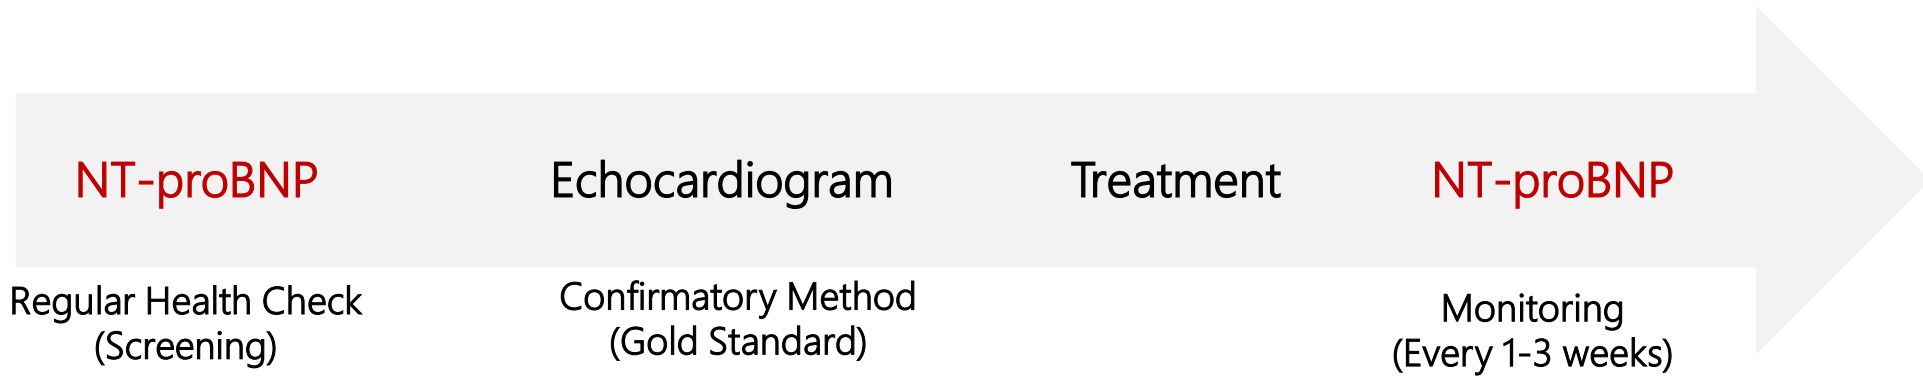 NT-proBNP
Echocardiogram
Treatment
NT-proBNP
Regular Health Check
(Screening)
Confirmatory Method
(Gold Standard)
Monitoring
(Every 1-3 weeks)